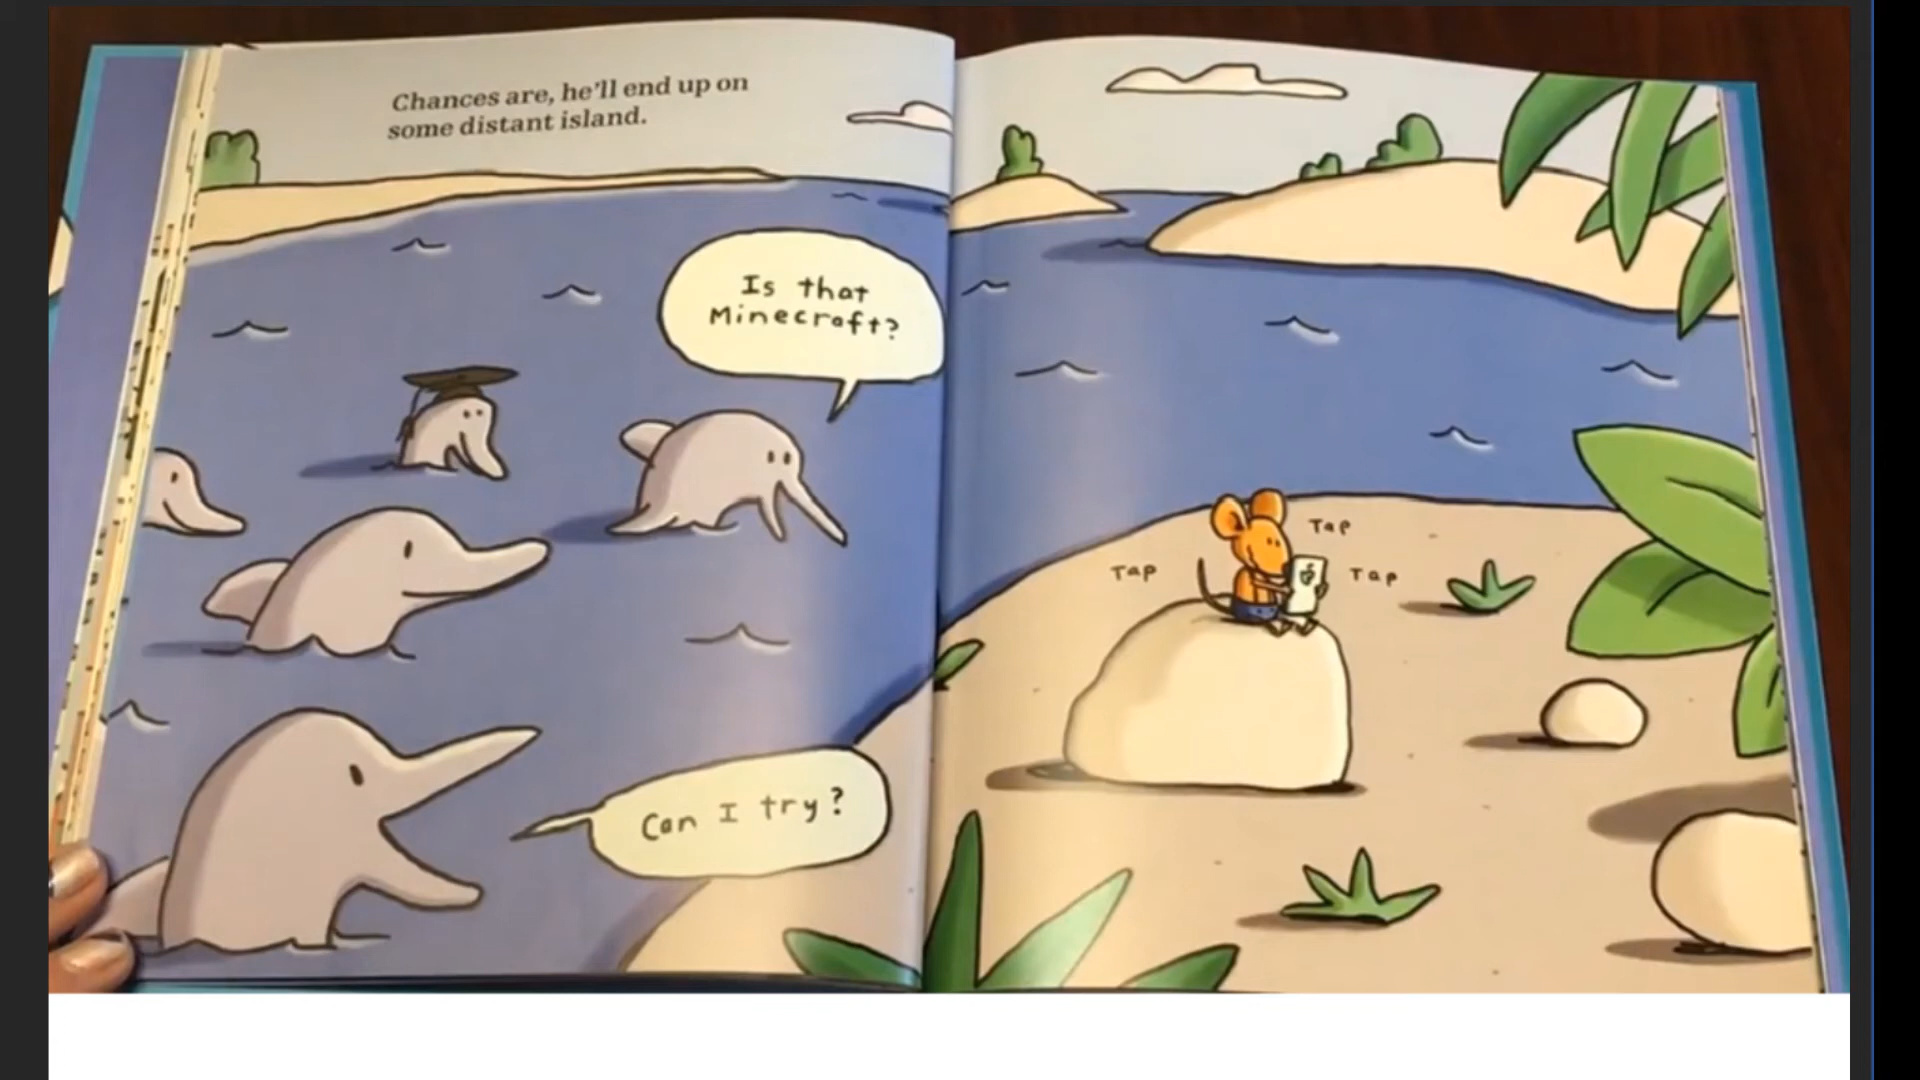 Chances are, he'll end up on
some distant island.
Is that
Minecraft?
Can I try?
Tap
Tap
Tap